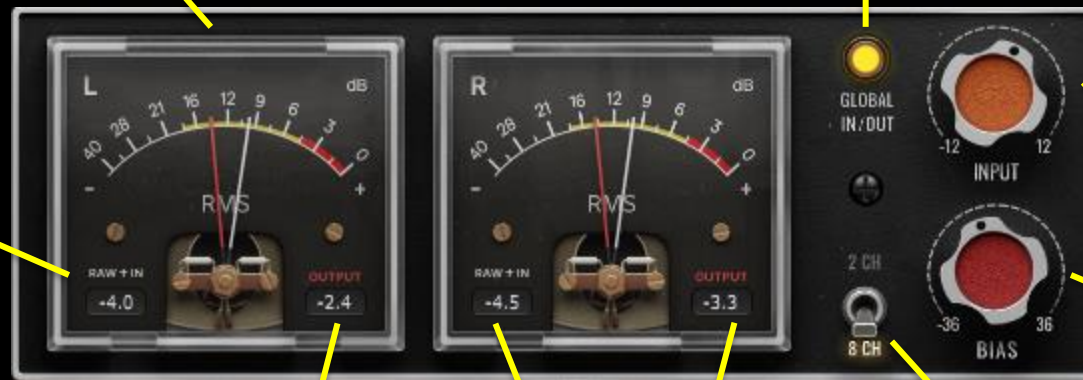 L
dB
40 28 21 16 12 9 6 3 0
- +
RMS
RAW+IN
-4.0
OUTPUT
-2.4
R
dB
40 28 21 16 12 9 6 3 0
- +
RMS
RAW+IN
-4.5
OUTPUT
-3.3
GLOBAL
IN/OUT
2 CH
8 CH
-12 12
INPUT
-36 36
BIAS